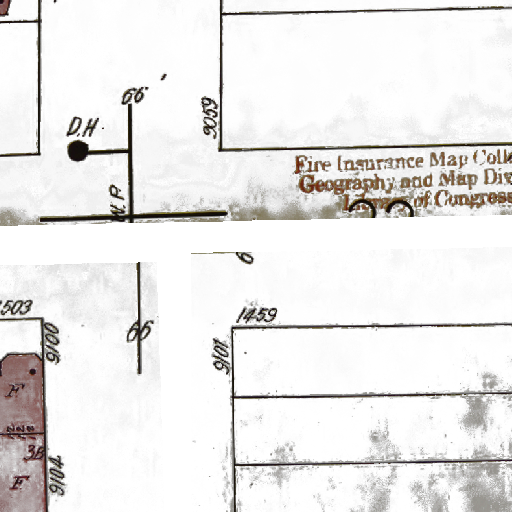 66'
D.H.
9059
W. P.
Fire Insurance Map Colle
Geography and Map Div
Library of Congress
1503
1459
66
9100
9101
F
3B
9104
F